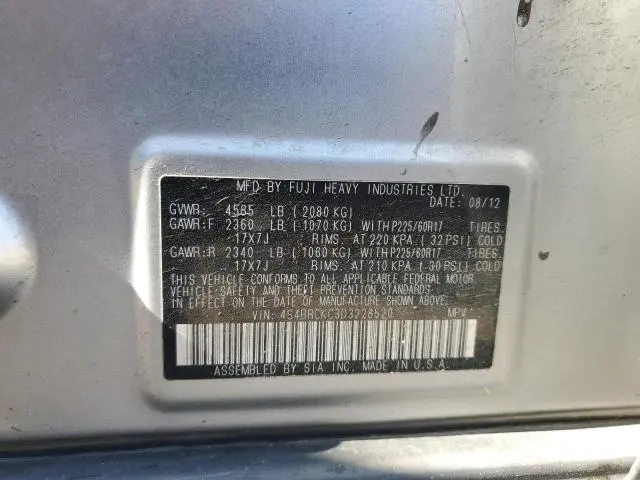 MFD BY FUJI HEAVY INDUSTRIES LTD.
DATE: 08/12
GVWR: 4585 LB (2080 KG)
GAWR:F 2360 LB (1070 KG) WITH P225/60R17 TIRES.
17X7J RIMS. AT 220 KPA (32 PSI) COLD
GAWR:R 2340 LB (1060 KG) WITH P225/60R17 TIRES.
17X7J RIMS. AT 210 KPA (30 PSI) COLD
THIS VEHICLE CONFORMS TO ALL APPLICABLE FEDERAL MOTOR
VEHICLE SAFETY AND THEFT PREVENTION STANDARDS IN
EFFECT ON THE DATE OF MANUFACTURE SHOWN ABOVE.
VIN: 4S4BRCKC3D3228520 MPV
ASSEMBLED BY SIA INC. MADE IN U.S.A.